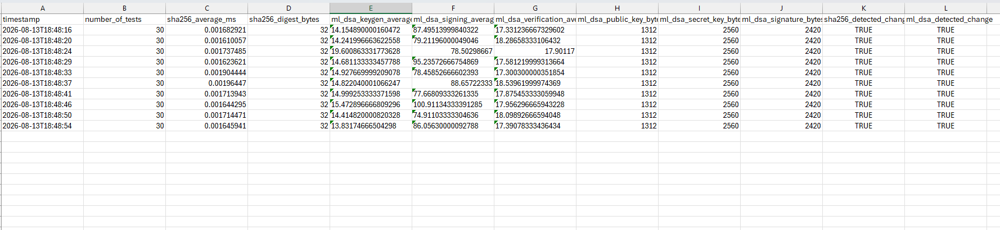 A B C D E F G H I J K L
timestamp number_of_tests sha256_average_ms sha256_digest_bytes ml_dsa_keygen_average ml_dsa_signing_averag ml_dsa_verification_ave ml_dsa_public_key_byte ml_dsa_secret_key_byte ml_dsa_signature_bytes sha256_detected_chang ml_dsa_detected_change
2026-08-13T18:48:16 30 0.001682921 32 14.154890000160472 87.49513999840322 17.331236667329602 1312 2560 2420 TRUE TRUE
2026-08-13T18:48:20 30 0.001610057 32 14.241996663622558 79.21196000049046 18.28658333106432 1312 2560 2420 TRUE TRUE
2026-08-13T18:48:24 30 0.001737485 32 19.600863331773628 78.50298667 17.90117 1312 2560 2420 TRUE TRUE
2026-08-13T18:48:29 30 0.001623621 32 14.681133333457788 95.23572666754869 17.581219999313664 1312 2560 2420 TRUE TRUE
2026-08-13T18:48:33 30 0.001904444 32 14.927669999209078 78.45852666602393 17.300300000351854 1312 2560 2420 TRUE TRUE
2026-08-13T18:48:37 30 0.00196447 32 14.822040001066247 88.65722333 18.53961999974369 1312 2560 2420 TRUE TRUE
2026-08-13T18:48:41 30 0.001713943 32 14.999253333371598 77.66809333261335 17.875453333059948 1312 2560 2420 TRUE TRUE
2026-08-13T18:48:46 30 0.001644295 32 15.472896666809296 100.91134333391285 17.956296665943228 1312 2560 2420 TRUE TRUE
2026-08-13T18:48:50 30 0.001714471 32 14.414820000820328 74.91103333304636 18.09892666594048 1312 2560 2420 TRUE TRUE
2026-08-13T18:48:54 30 0.001645941 32 13.83174666504298 86.05630000092788 17.39078333436434 1312 2560 2420 TRUE TRUE